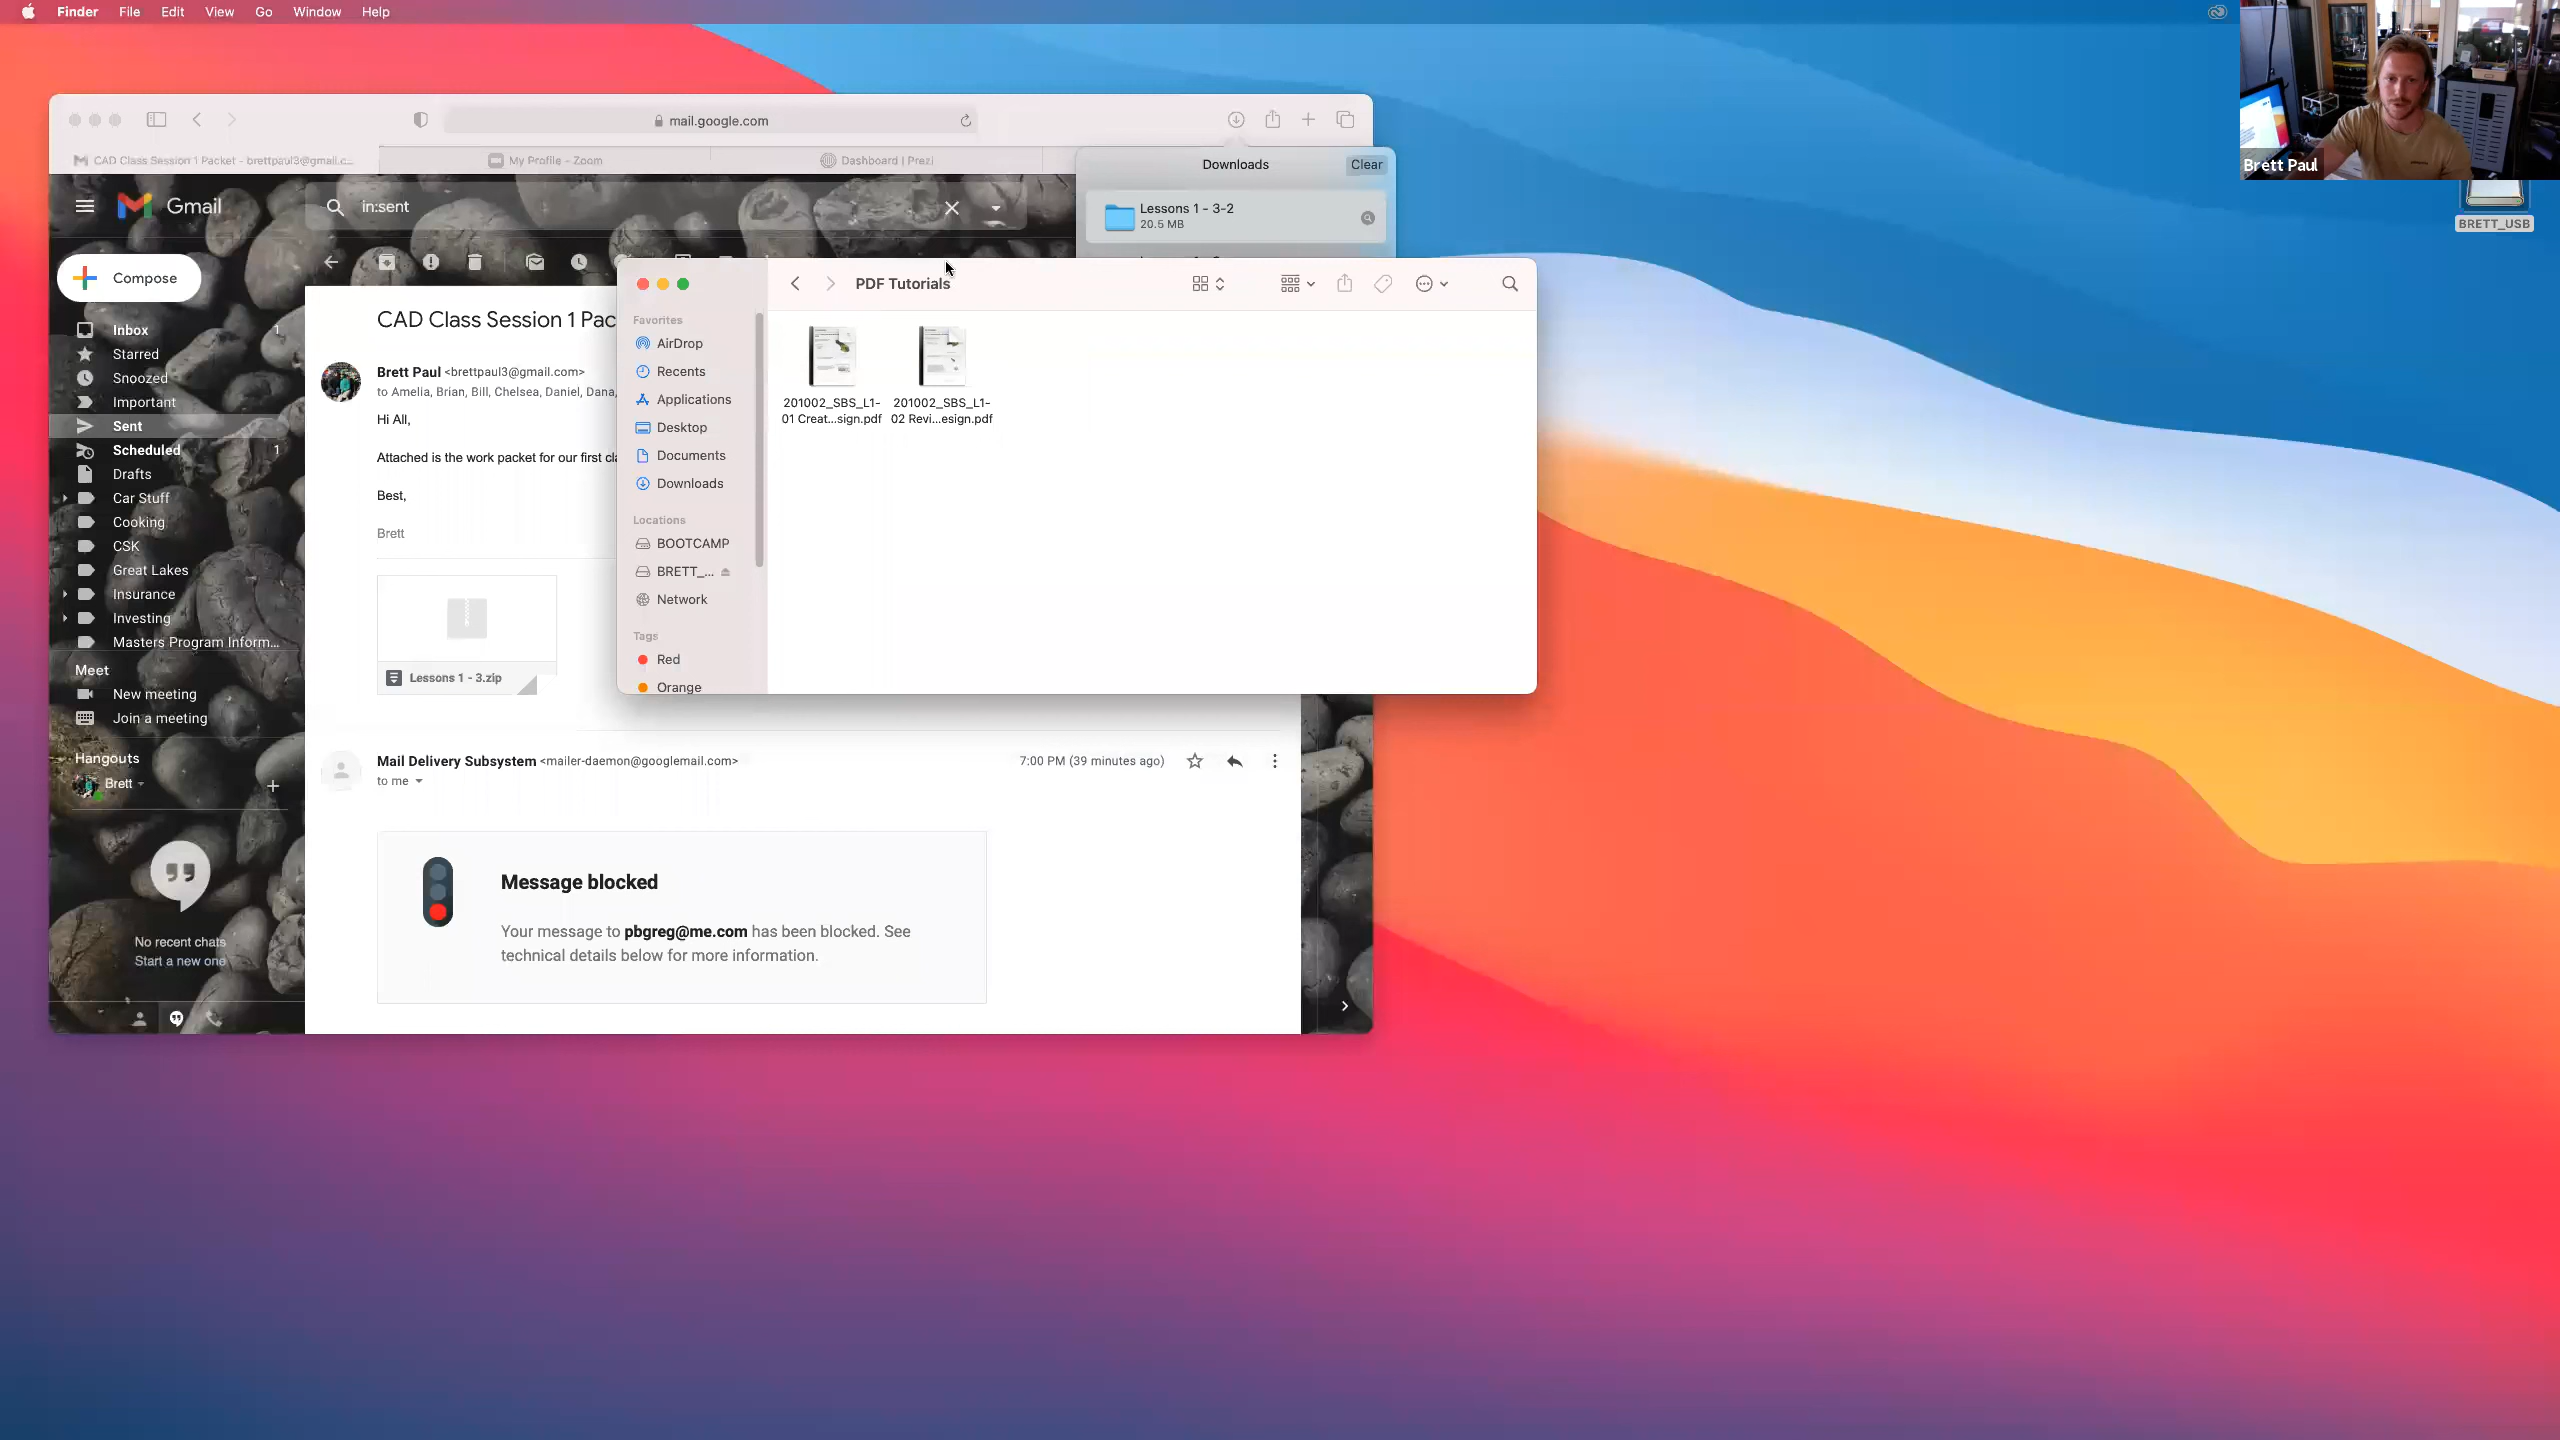 Finder File Edit View Go Window Help
Brett Paul
BRETT_USB
mail.google.com
CAD Class Session 1 Packet - brettpaul3@gmail.c...
My Profile - Zoom
Dashboard | Prezi
Downloads
Clear
Lessons 1 - 3-2
20.5 MB
Gmail
in:sent
Compose
Inbox 1
Starred
Snoozed
Important
Sent
Scheduled 1
Drafts
Car Stuff
Cooking
CSK
Great Lakes
Insurance
Investing
Masters Program Inform...
Meet
New meeting
Join a meeting
Hangouts
Brett
No recent chats
Start a new one
CAD Class Session 1 Pac
Brett Paul <brettpaul3@gmail.com>
to Amelia, Brian, Bill, Chelsea, Daniel, Dana,
Hi All,
Attached is the work packet for our first cla
Best,
Brett
Lessons 1 - 3.zip
PDF Tutorials
Favorites
AirDrop
Recents
Applications
Desktop
Documents
Downloads
Locations
BOOTCAMP
BRETT_...
Network
Tags
Red
Orange
201002_SBS_L1-
01 Creat...sign.pdf
201002_SBS_L1-
02 Revi...esign.pdf
Mail Delivery Subsystem <mailer-daemon@googlemail.com>
7:00 PM (39 minutes ago)
to me
Message blocked
Your message to pbgreg@me.com has been blocked. See
technical details below for more information.